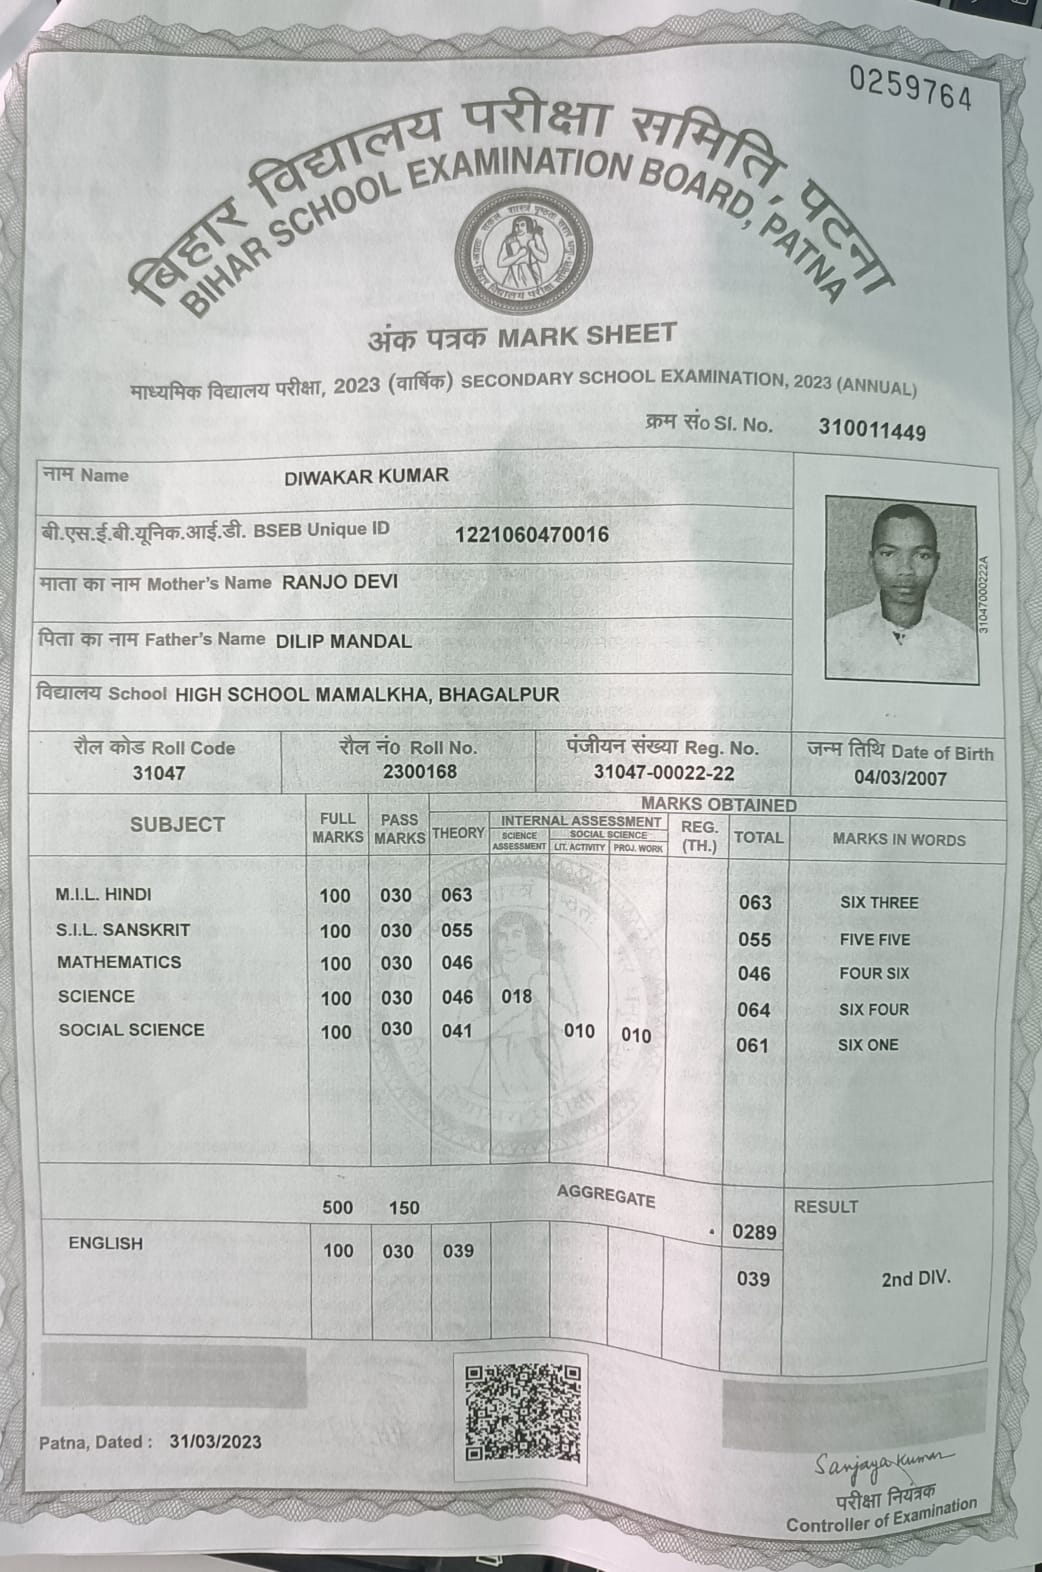 0259764
बिहार विद्यालय परीक्षा समिति, पटना
BIHAR SCHOOL EXAMINATION BOARD, PATNA
अंक पत्रक MARK SHEET
माध्यमिक विद्यालय परीक्षा, 2023 (वार्षिक) SECONDARY SCHOOL EXAMINATION, 2023 (ANNUAL)
क्रम सं० Sl. No. 310011449
नाम Name DIWAKAR KUMAR
बी.एस.ई.बी.यूनिक.आई.डी. BSEB Unique ID 1221060470016
माता का नाम Mother's Name RANJO DEVI
पिता का नाम Father's Name DILIP MANDAL
विद्यालय School HIGH SCHOOL MAMALKHA, BHAGALPUR
31047000222A
रौल कोड Roll Code रौल नं० Roll No. पंजीयन संख्या Reg. No. जन्म तिथि Date of Birth
31047 2300168 31047-00022-22 04/03/2007
SUBJECT FULL MARKS PASS MARKS MARKS OBTAINED
THEORY INTERNAL ASSESSMENT REG. (TH.) TOTAL MARKS IN WORDS
SCIENCE ASSESSMENT SOCIAL SCIENCE
LIT. ACTIVITY PROJ. WORK
M.I.L. HINDI 100 030 063 063 SIX THREE
S.I.L. SANSKRIT 100 030 055 055 FIVE FIVE
MATHEMATICS 100 030 046 046 FOUR SIX
SCIENCE 100 030 046 018 064 SIX FOUR
SOCIAL SCIENCE 100 030 041 010 010 061 SIX ONE
500 150 AGGREGATE 0289 RESULT
ENGLISH 100 030 039 039 2nd DIV.
Patna, Dated : 31/03/2023
Sanjaya Kumar
परीक्षा नियंत्रक
Controller of Examination